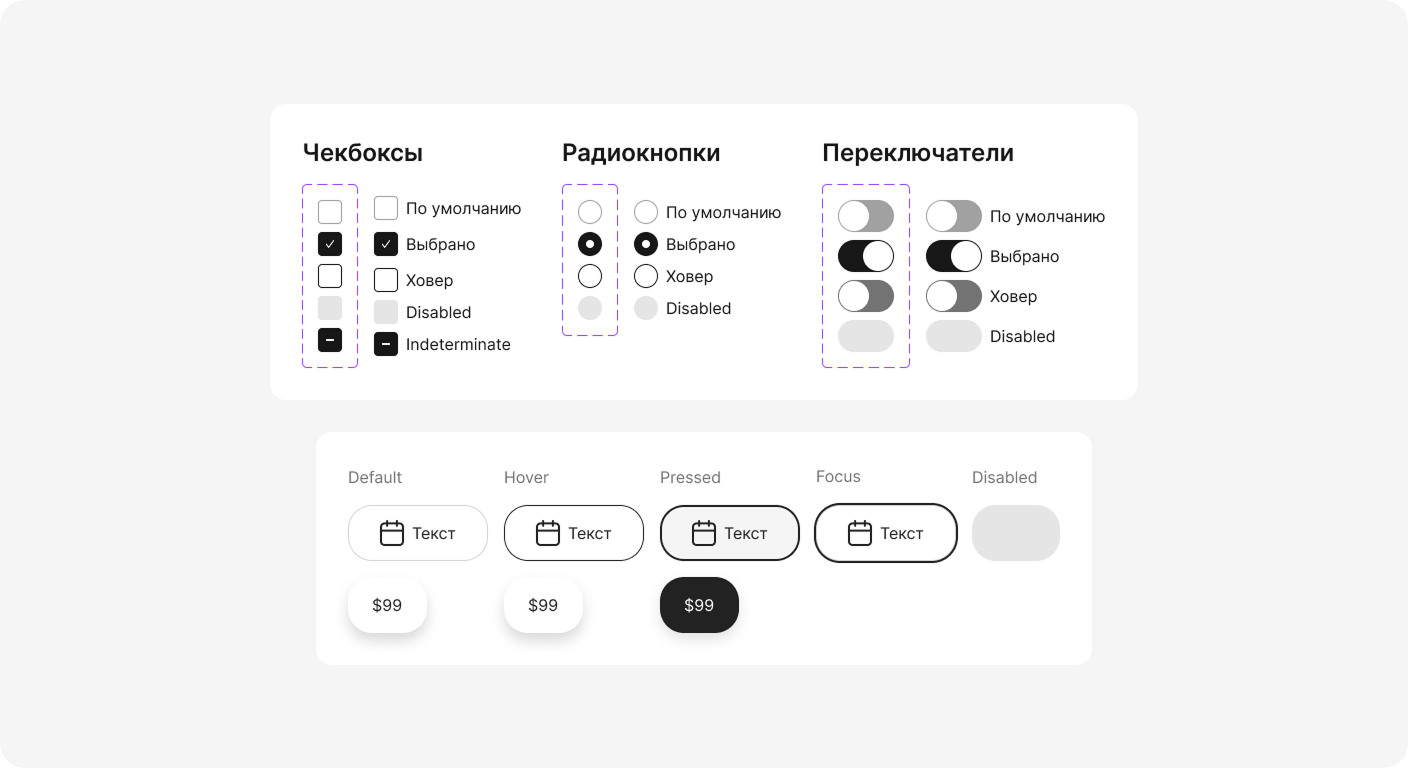 Чекбоксы
По умолчанию
Выбрано
Ховер
Disabled
Indeterminate
Радиокнопки
По умолчанию
Выбрано
Ховер
Disabled
Переключатели
По умолчанию
Выбрано
Ховер
Disabled
Default
Hover
Pressed
Focus
Disabled
Текст
Текст
Текст
Текст
$99
$99
$99